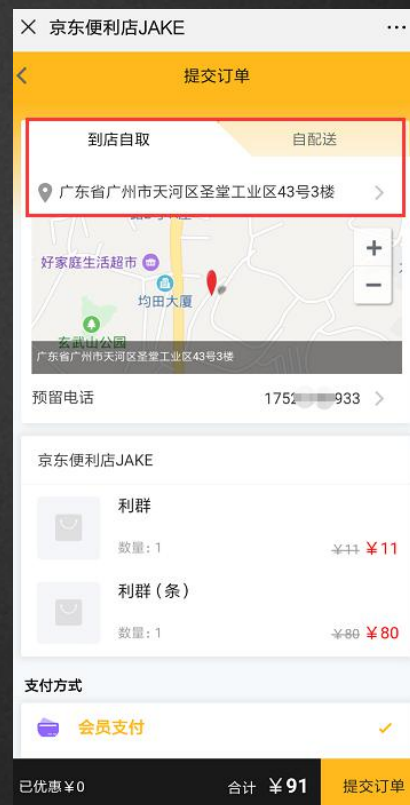 京东便利店JAKE
提交订单
到店自取 自配送
广东省广州市天河区圣堂工业区43号3楼
好家庭生活超市
均田大厦
玄武山公园
广东省广州市天河区圣堂工业区43号3楼
预留电话 1752 933
京东便利店JAKE
利群
数量: 1 ¥11 ¥11
利群 (条)
数量: 1 ¥80 ¥80
支付方式
会员支付
已优惠¥0 合计 ¥91 提交订单